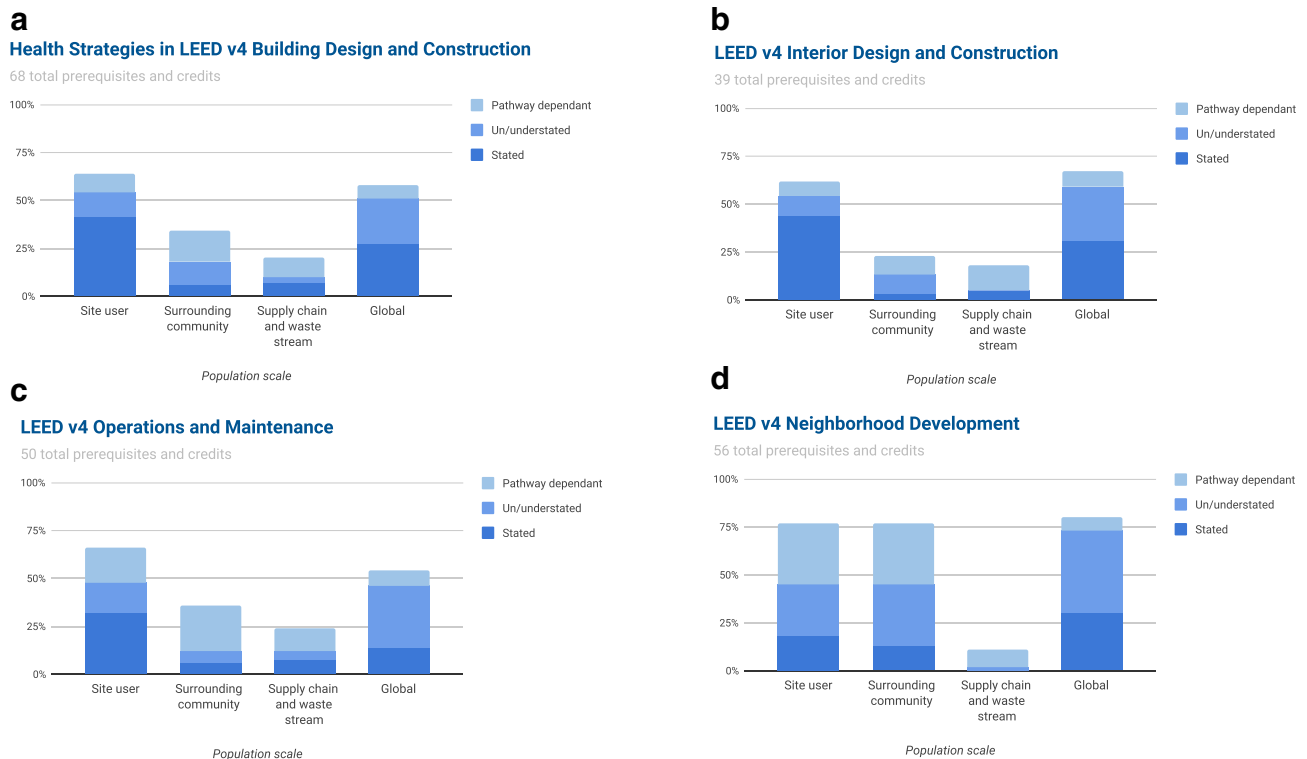 a
Health Strategies in LEED v4 Building Design and Construction
68 total prerequisites and credits
100%
75%
50%
25%
0%
Pathway dependant
Un/understated
Stated
Site user
Surrounding
community
Supply chain
and waste
stream
Global
Population scale
b
LEED v4 Interior Design and Construction
39 total prerequisites and credits
100%
75%
50%
25%
0%
Pathway dependant
Un/understated
Stated
Site user
Surrounding
community
Supply chain
and waste
stream
Global
Population scale
c
LEED v4 Operations and Maintenance
50 total prerequisites and credits
100%
75%
50%
25%
0%
Pathway dependant
Un/understated
Stated
Site user
Surrounding
community
Supply chain
and waste
stream
Global
Population scale
d
LEED v4 Neighborhood Development
56 total prerequisites and credits
100%
75%
50%
25%
0%
Pathway dependant
Un/understated
Stated
Site user
Surrounding
community
Supply chain
and waste
stream
Global
Population scale